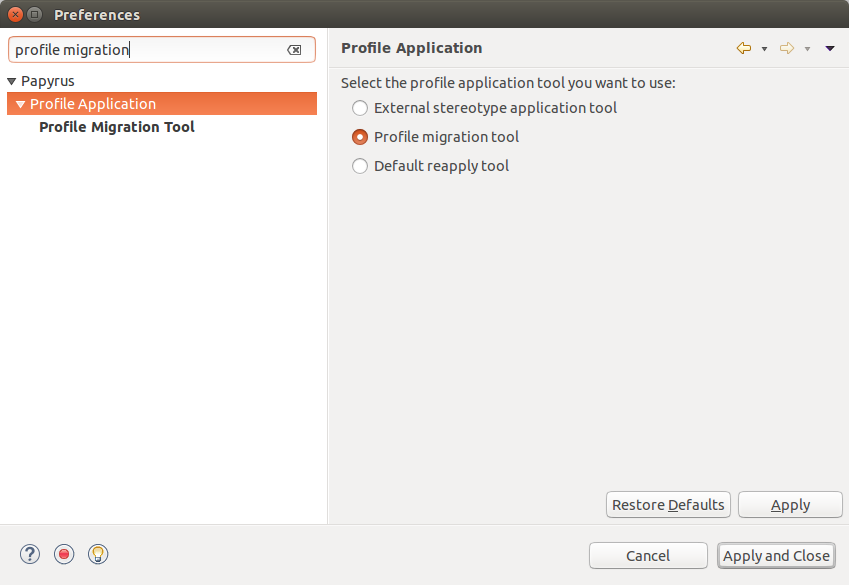 Preferences
profile migration
Papyrus
Profile Application
Profile Migration Tool
Profile Application
Select the profile application tool you want to use:
External stereotype application tool
Profile migration tool
Default reapply tool
Restore Defaults
Apply
?
Cancel
Apply and Close